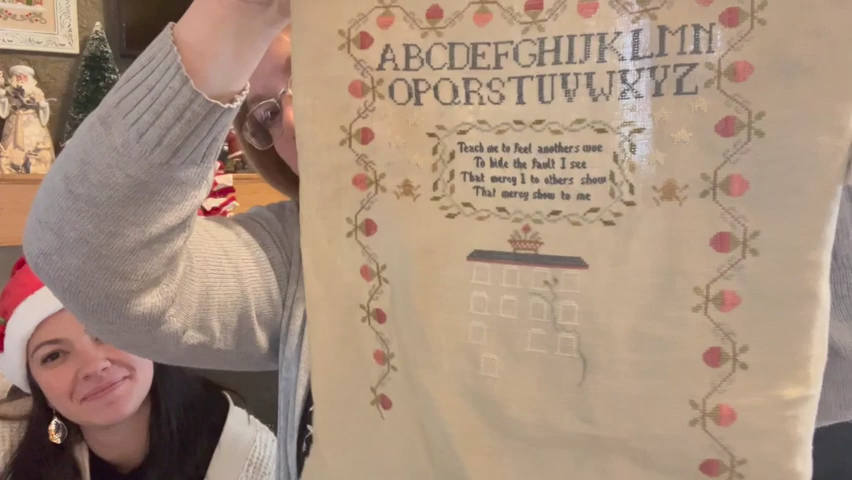 ABCDEFGHIJKLMN
OPQRSTUVWXYZ
Teach me to feel anothers woe
To hide the fault I see
That mercy I to others show
That mercy show to me